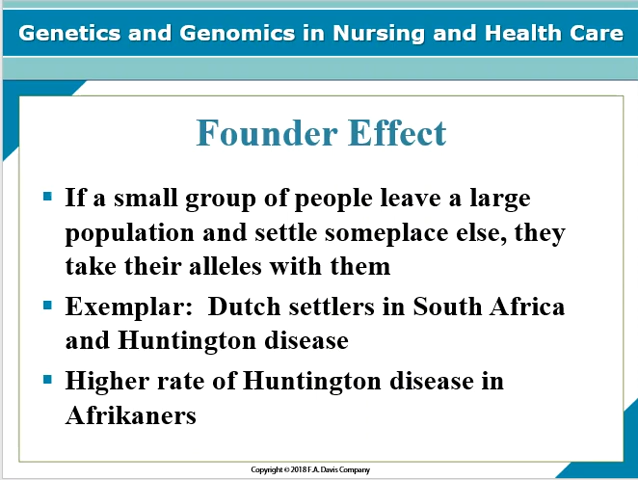 Genetics and Genomics in Nursing and Health Care
Founder Effect
▪ If a small group of people leave a large
population and settle someplace else, they
take their alleles with them
▪ Exemplar:  Dutch settlers in South Africa
and Huntington disease
▪ Higher rate of Huntington disease in
Afrikaners
Copyright © 2018 F.A. Davis Company